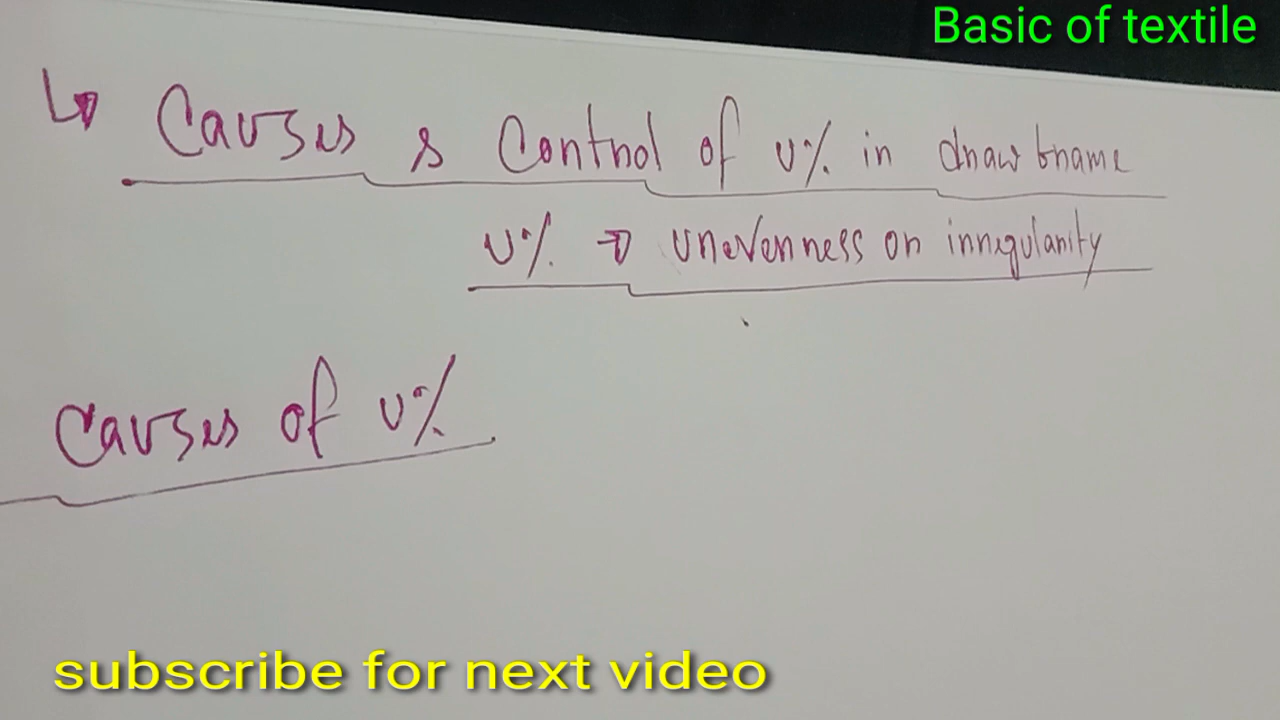 Basic of textile
↳ Causes & Control of U% in draw frame
U% → Unevenness or irregularity
Causes of U%
subscribe for next video